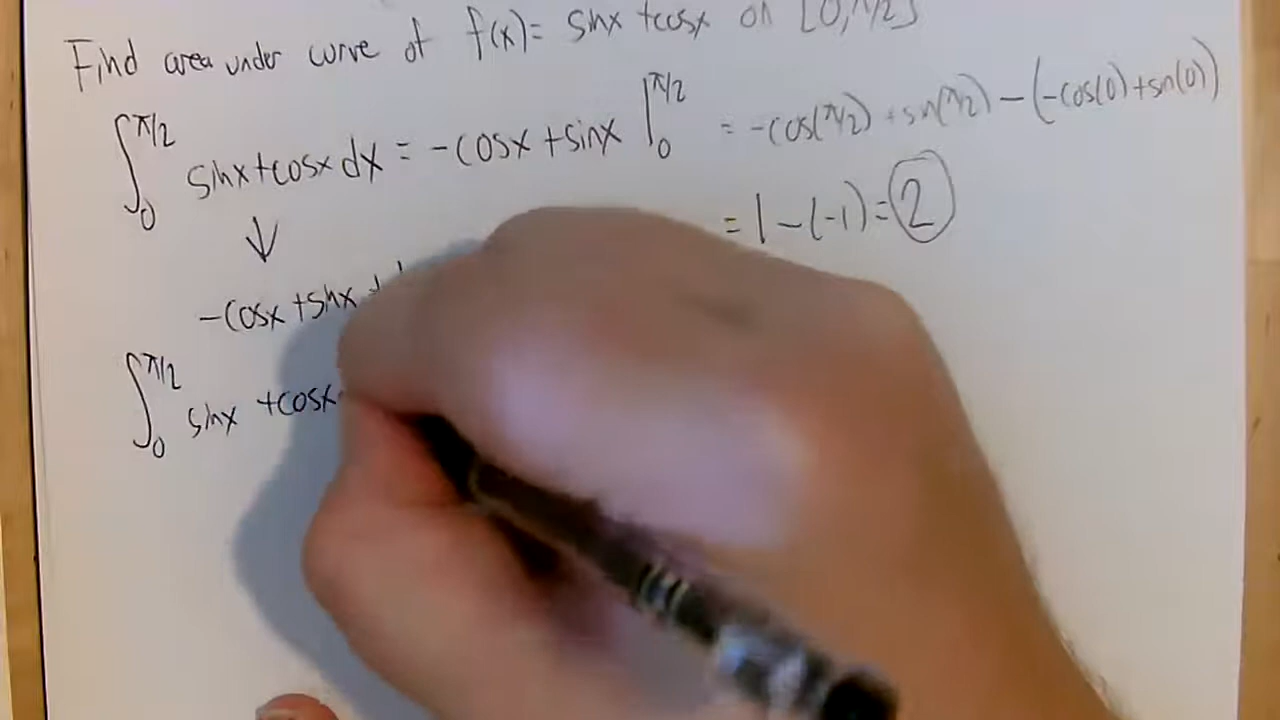 Find area under curve of f(x)= sinx +cosx on [0,π/2]
∫₀^π/2 sinx+cosx dx = -cosx +sinx |₀^π/2 = -cos(π/2) +sin(π/2) - (-cos(0)+sin(0))
↓ = 1-(-1)= 2
-cosx +sinx +
∫₀^π/2 sinx +cosx